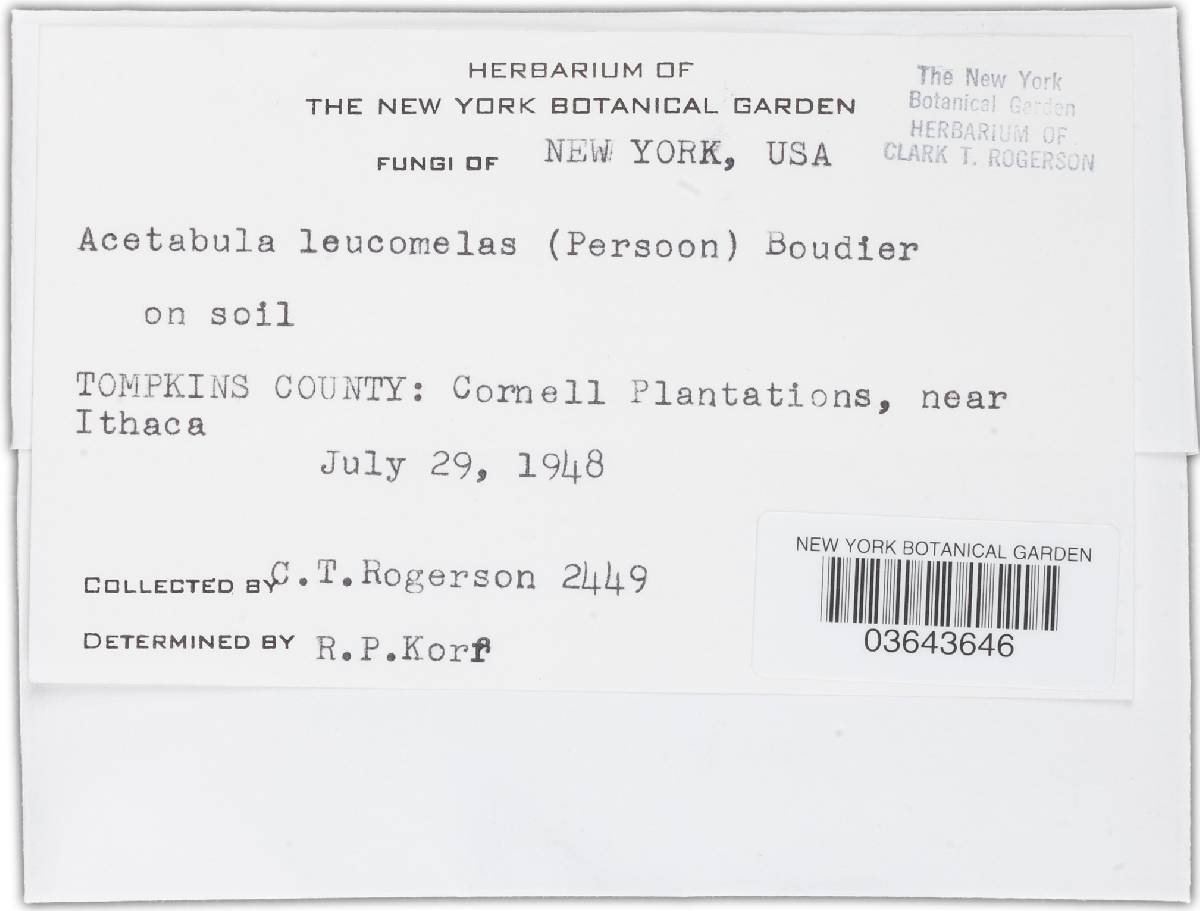 HERBARIUM OF
THE NEW YORK BOTANICAL GARDEN
FUNGI OF NEW YORK, USA
The New York
Botanical Garden
HERBARIUM OF
CLARK T. ROGERSON
Acetabula leucomelas (Persoon) Boudier
on soil
TOMPKINS COUNTY: Cornell Plantations, near
Ithaca
July 29, 1948
COLLECTED BY C.T.Rogerson 2449
DETERMINED BY R.P.Korf
NEW YORK BOTANICAL GARDEN
03643646